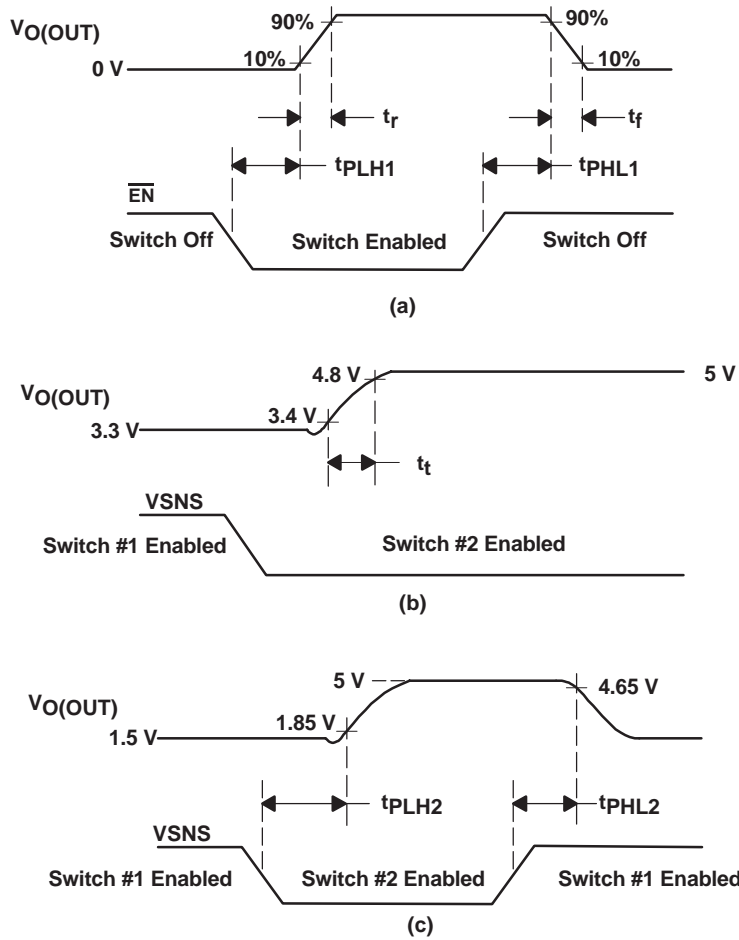 VO(OUT)
90%
90%
10%
10%
0 V
tr
tf
tPLH1
tPHL1
EN
Switch Off
Switch Enabled
Switch Off
(a)
4.8 V
5 V
VO(OUT)
3.4 V
3.3 V
tt
VSNS
Switch #1 Enabled
Switch #2 Enabled
(b)
5 V
4.65 V
VO(OUT)
1.85 V
1.5 V
tPLH2
tPHL2
VSNS
Switch #1 Enabled
Switch #2 Enabled
Switch #1 Enabled
(c)